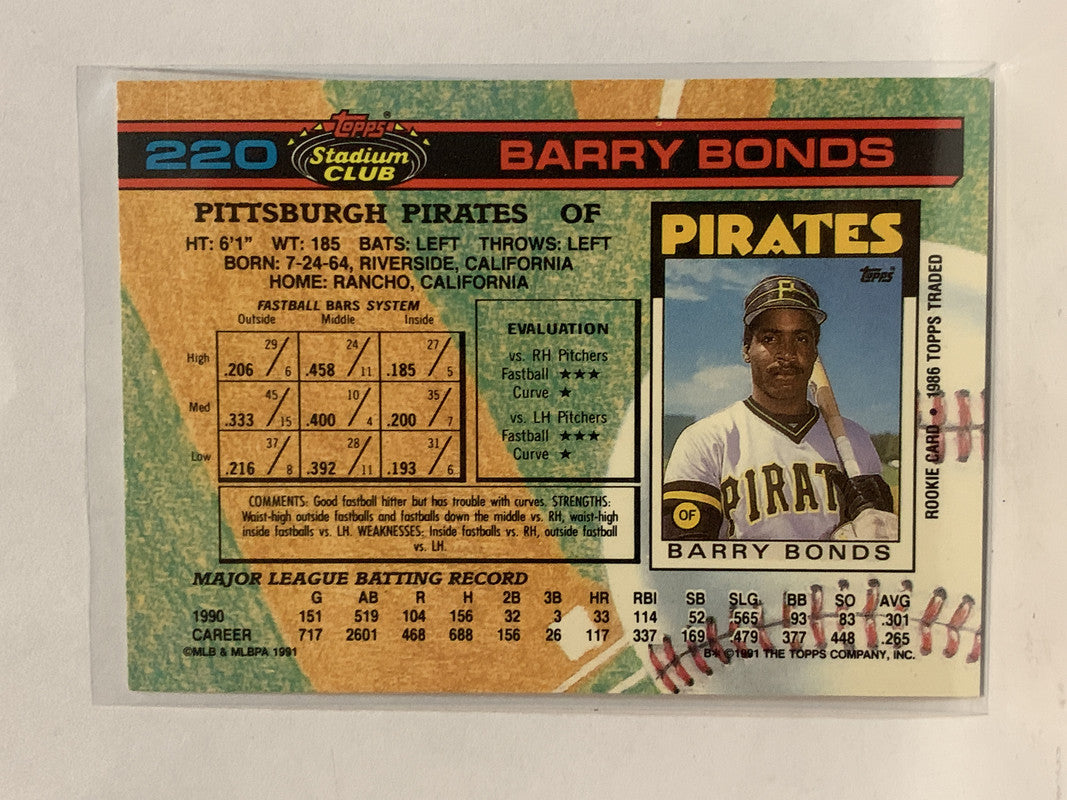 220 Topps® Stadium CLUB BARRY BONDS
PITTSBURGH PIRATES OF
HT: 6'1" WT: 185 BATS: LEFT THROWS: LEFT
BORN: 7-24-64, RIVERSIDE, CALIFORNIA
HOME: RANCHO, CALIFORNIA
FASTBALL BARS SYSTEM
Outside Middle Inside
High .206 29/6 .458 24/11 .185 27/5
Med .333 45/15 .400 10/4 .200 35/7
Low .216 37/8 .392 28/11 .193 31/6
EVALUATION
vs. RH Pitchers
Fastball ★★★
Curve ★
vs. LH Pitchers
Fastball ★★★
Curve ★
COMMENTS: Good fastball hitter but has trouble with curves. STRENGTHS:
Waist-high outside fastballs and fastballs down the middle vs. RH, waist-high
inside fastballs vs. LH. WEAKNESSES: Inside fastballs vs. RH, outside fastball
vs. LH.
PIRATES
Topps®
P
PIRAT
OF
BARRY BONDS
ROOKIE CARD • 1986 TOPPS TRADED
MAJOR LEAGUE BATTING RECORD
G AB R H 2B 3B HR RBI SB SLG. BB SO AVG
1990 151 519 104 156 32 3 33 114 52 .565 93 83 .301
CAREER 717 2601 468 688 156 26 117 337 169 .479 377 448 .265
©MLB & MLBPA 1991 B* ©1991 THE TOPPS COMPANY, INC.